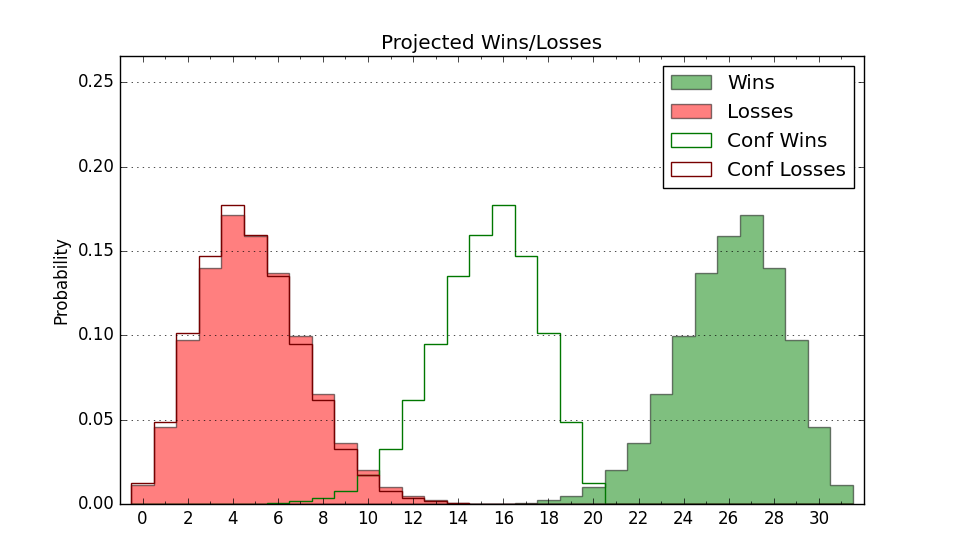 Projected Wins/Losses
0.25
0.20
0.15
0.10
0.05
0.00
Probability
Wins
Losses
Conf Wins
Conf Losses
0 2 4 6 8 10 12 14 16 18 20 22 24 26 28 30